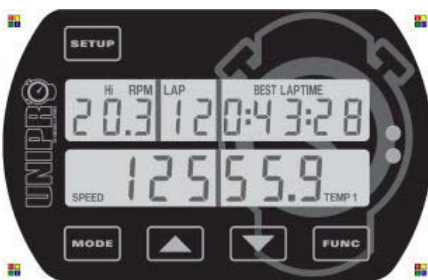 SETUP
Hi RPM LAP BEST LAPTIME
20.3 12 0:43:28
UNIPRO
SPEED 125 55.9 TEMP 1
MODE FUNC